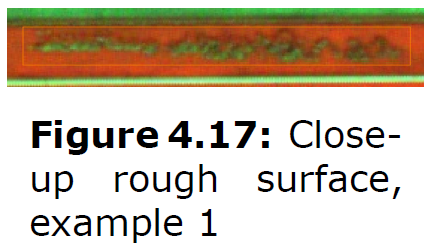 Figure 4.17: Close-
up rough surface,
example 1